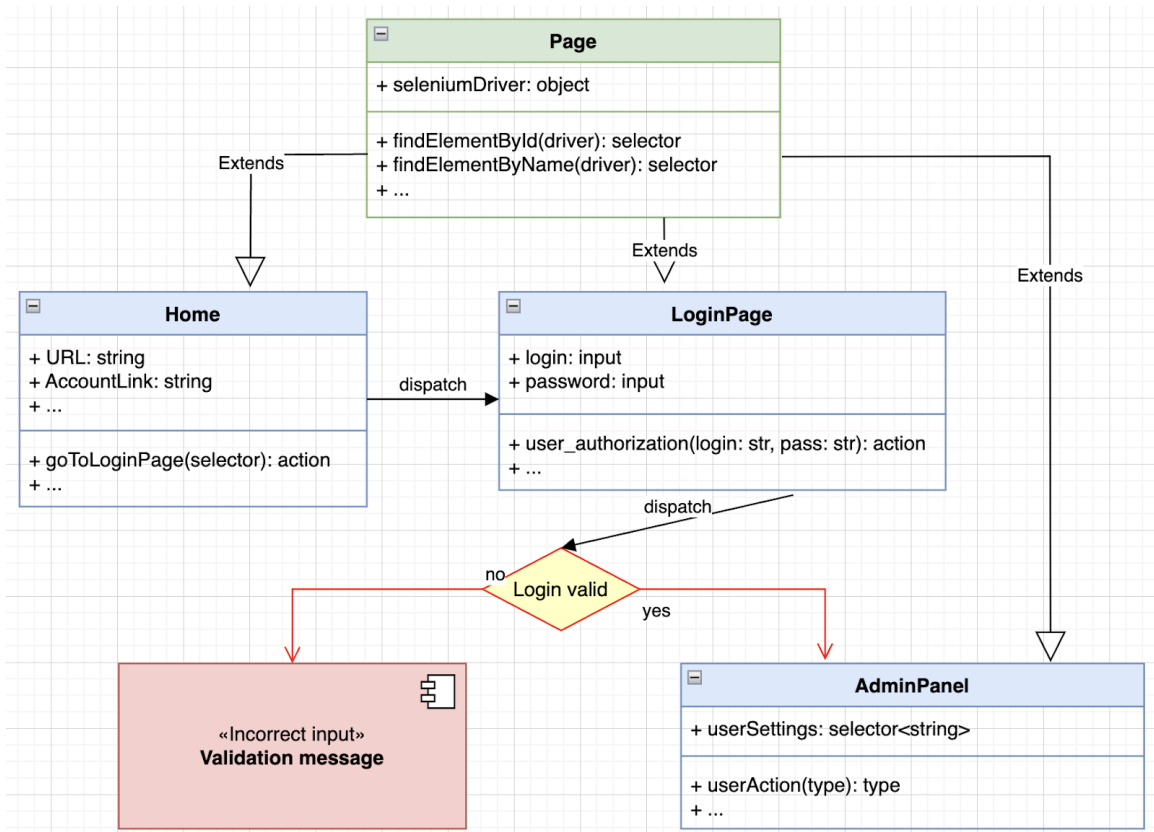 Page
+ seleniumDriver: object
+ findElementById(driver): selector
+ findElementByName(driver): selector
+ ...
Extends
Extends
Extends
Home
+ URL: string
+ AccountLink: string
+ ...
+ goToLoginPage(selector): action
+ ...
dispatch
LoginPage
+ login: input
+ password: input
+ user_authorization(login: str, pass: str): action
+ ...
dispatch
no
Login valid
yes
«Incorrect input»
Validation message
AdminPanel
+ userSettings: selector<string>
+ userAction(type): type
+ ...